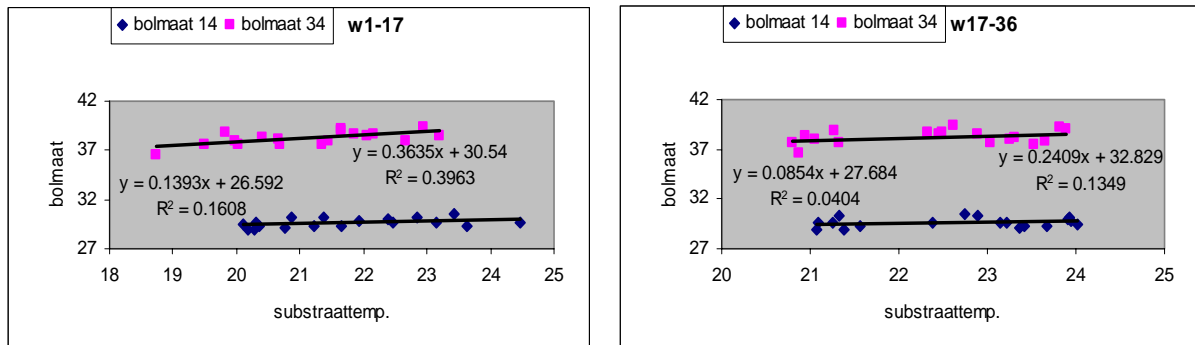 bolmaat 14 bolmaat 34 w1-17
42
37
32
27
bolmaat
y = 0.3635x + 30.54
R² = 0.3963
y = 0.1393x + 26.592
R² = 0.1608
18 19 20 21 22 23 24 25
substraattemp.
bolmaat 14 bolmaat 34 w17-36
42
37
32
27
bolmaat
y = 0.2409x + 32.829
R² = 0.1349
y = 0.0854x + 27.684
R² = 0.0404
20 21 22 23 24 25
substraattemp.